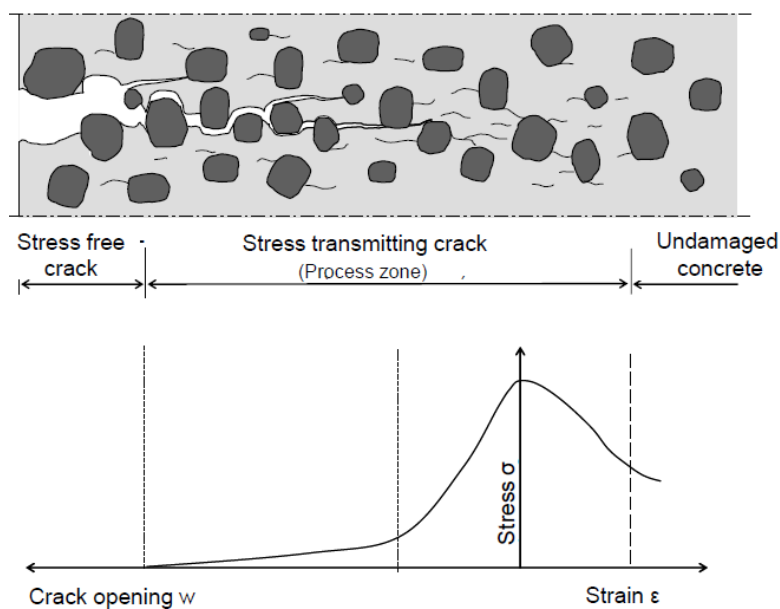 Stress free crack
Stress transmitting crack
(Process zone)
Undamaged concrete
Stress σ
Crack opening w
Strain ε